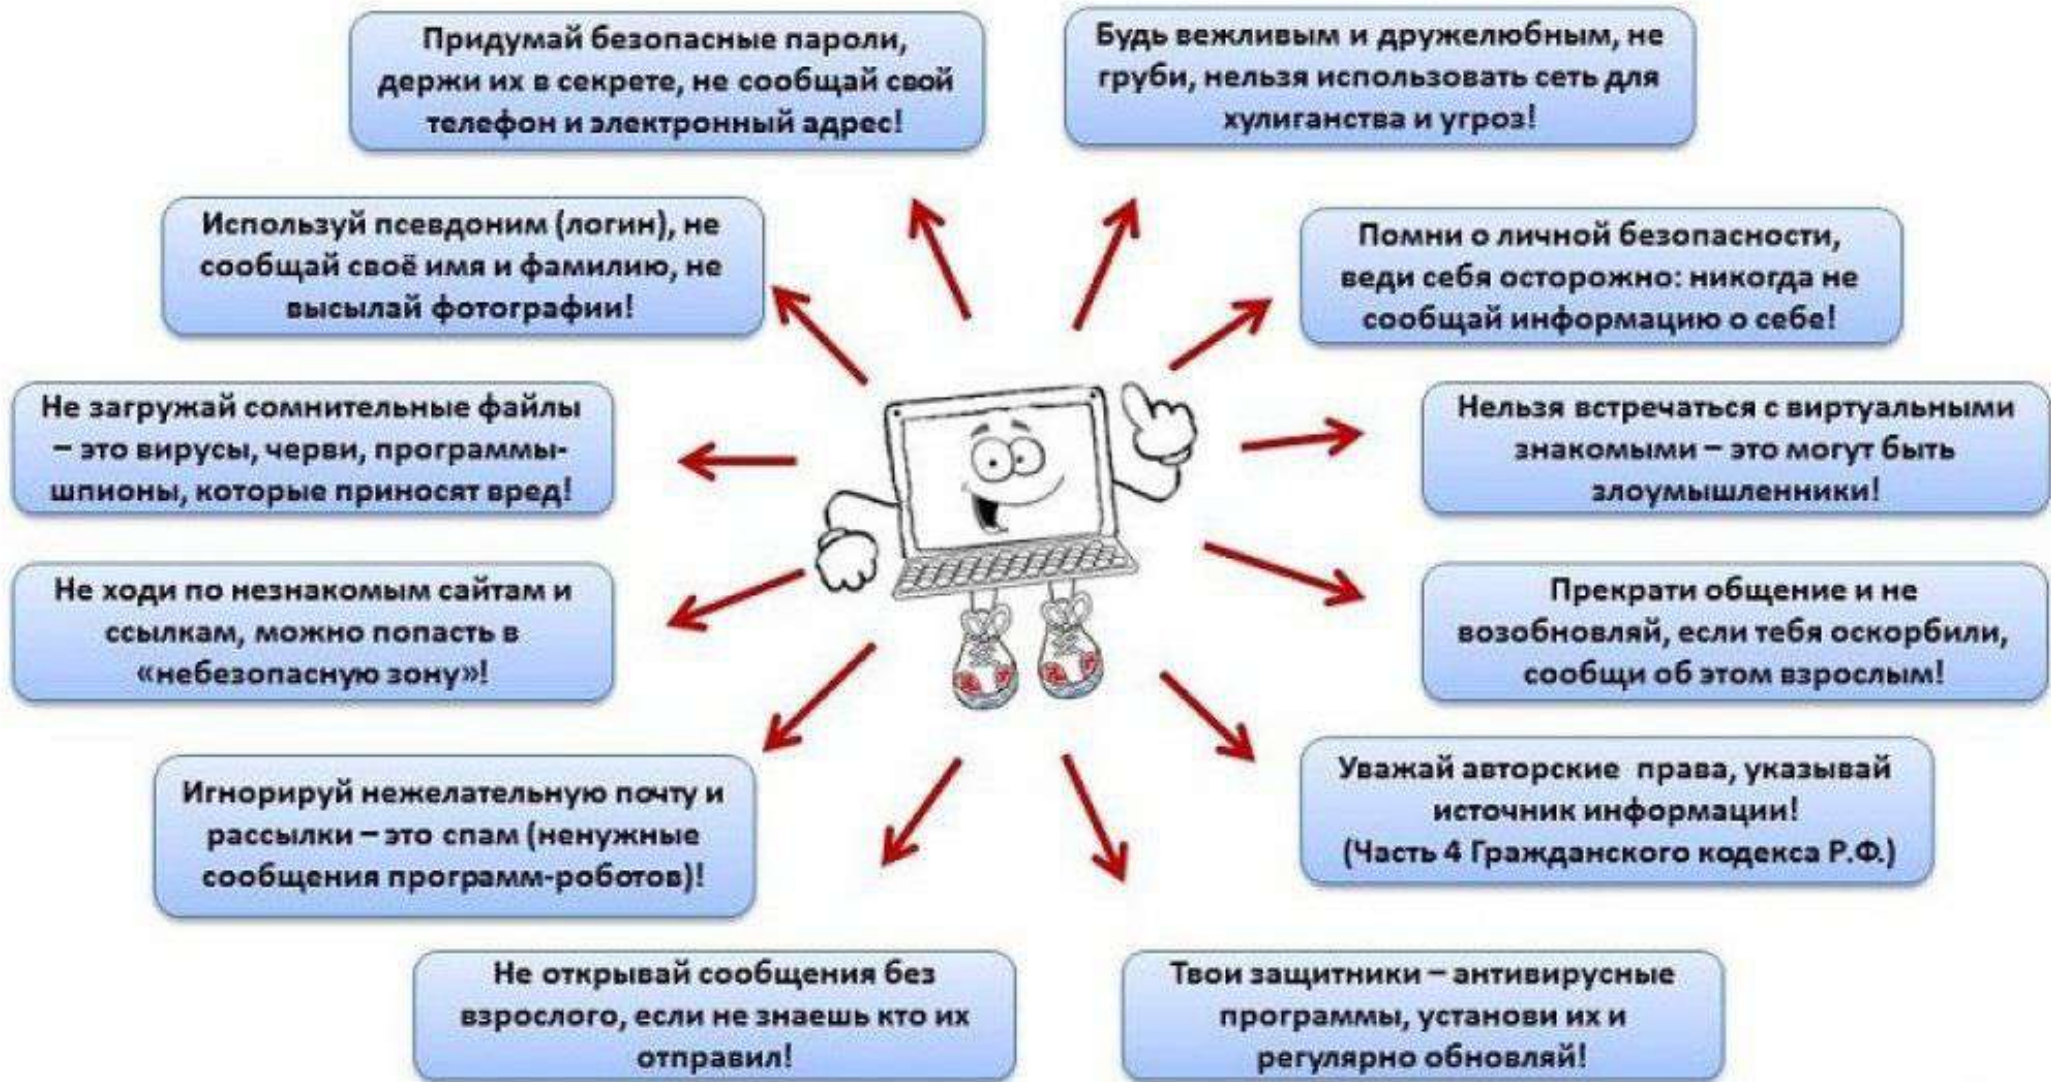 Придумай безопасные пароли,
держи их в секрете, не сообщай свой
телефон и электронный адрес!
Будь вежливым и дружелюбным, не
груби, нельзя использовать сеть для
хулиганства и угроз!
Используй псевдоним (логин), не
сообщай своё имя и фамилию, не
высылай фотографии!
Помни о личной безопасности,
веди себя осторожно: никогда не
сообщай информацию о себе!
Не загружай сомнительные файлы
– это вирусы, черви, программы-
шпионы, которые приносят вред!
Нельзя встречаться с виртуальными
знакомыми – это могут быть
злоумышленники!
Не ходи по незнакомым сайтам и
ссылкам, можно попасть в
«небезопасную зону»!
Прекрати общение и не
возобновляй, если тебя оскорбили,
сообщи об этом взрослым!
Игнорируй нежелательную почту и
рассылки – это спам (ненужные
сообщения программ-роботов)!
Уважай авторские права, указывай
источник информации!
(Часть 4 Гражданского кодекса Р.Ф.)
Не открывай сообщения без
взрослого, если не знаешь кто их
отправил!
Твои защитники – антивирусные
программы, установи их и
регулярно обновляй!